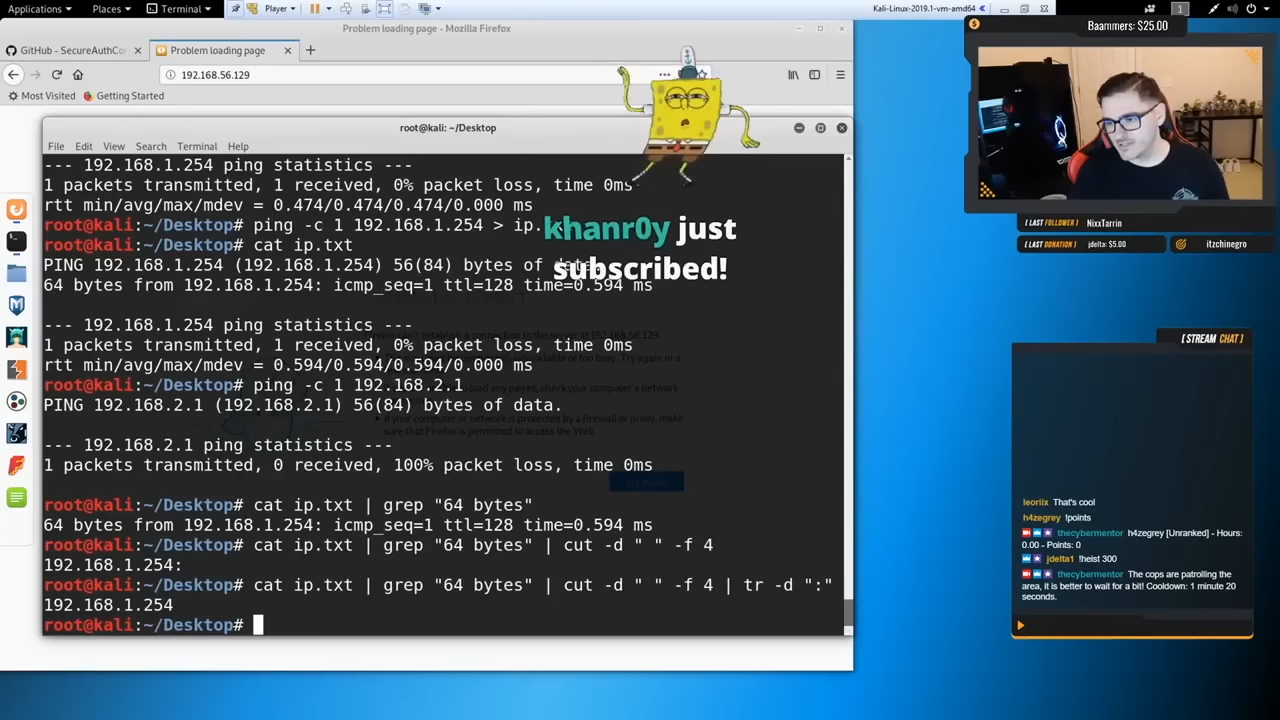 Applications
Places
Terminal
Player
Kali-Linux-2019.1-vm-amd64
1
Problem loading page - Mozilla Firefox
GitHub - SecureAuthCo
Problem loading page
192.168.56.129
Most Visited
Getting Started
root@kali: ~/Desktop
File Edit View Search Terminal Help
--- 192.168.1.254 ping statistics ---
1 packets transmitted, 1 received, 0% packet loss, time 0ms
rtt min/avg/max/mdev = 0.474/0.474/0.474/0.000 ms
root@kali:~/Desktop# ping -c 1 192.168.1.254 > ip.
root@kali:~/Desktop# cat ip.txt
PING 192.168.1.254 (192.168.1.254) 56(84) bytes of data.
64 bytes from 192.168.1.254: icmp_seq=1 ttl=128 time=0.594 ms
--- 192.168.1.254 ping statistics ---
1 packets transmitted, 1 received, 0% packet loss, time 0ms
rtt min/avg/max/mdev = 0.594/0.594/0.594/0.000 ms
root@kali:~/Desktop# ping -c 1 192.168.2.1
PING 192.168.2.1 (192.168.2.1) 56(84) bytes of data.
--- 192.168.2.1 ping statistics ---
1 packets transmitted, 0 received, 100% packet loss, time 0ms
root@kali:~/Desktop# cat ip.txt | grep "64 bytes"
64 bytes from 192.168.1.254: icmp_seq=1 ttl=128 time=0.594 ms
root@kali:~/Desktop# cat ip.txt | grep "64 bytes" | cut -d " " -f 4
192.168.1.254:
root@kali:~/Desktop# cat ip.txt | grep "64 bytes" | cut -d " " -f 4 | tr -d ":"
192.168.1.254
root@kali:~/Desktop#
khanr0y just
subscribed!
Baammers: $25.00
[ LAST FOLLOWER ] NixxTarrin
[ LAST DONATION ] jdelta: $5.00
itzchinegro
[ STREAM CHAT ]
leoriix That's cool
h4zegrey !points
thecybermentor h4zegrey [Unranked] - Hours:
0.00 - Points: 0
jdelta1 !heist 300
thecybermentor The cops are patrolling the
area, it is better to wait for a bit! Cooldown: 1 minute 20
seconds.